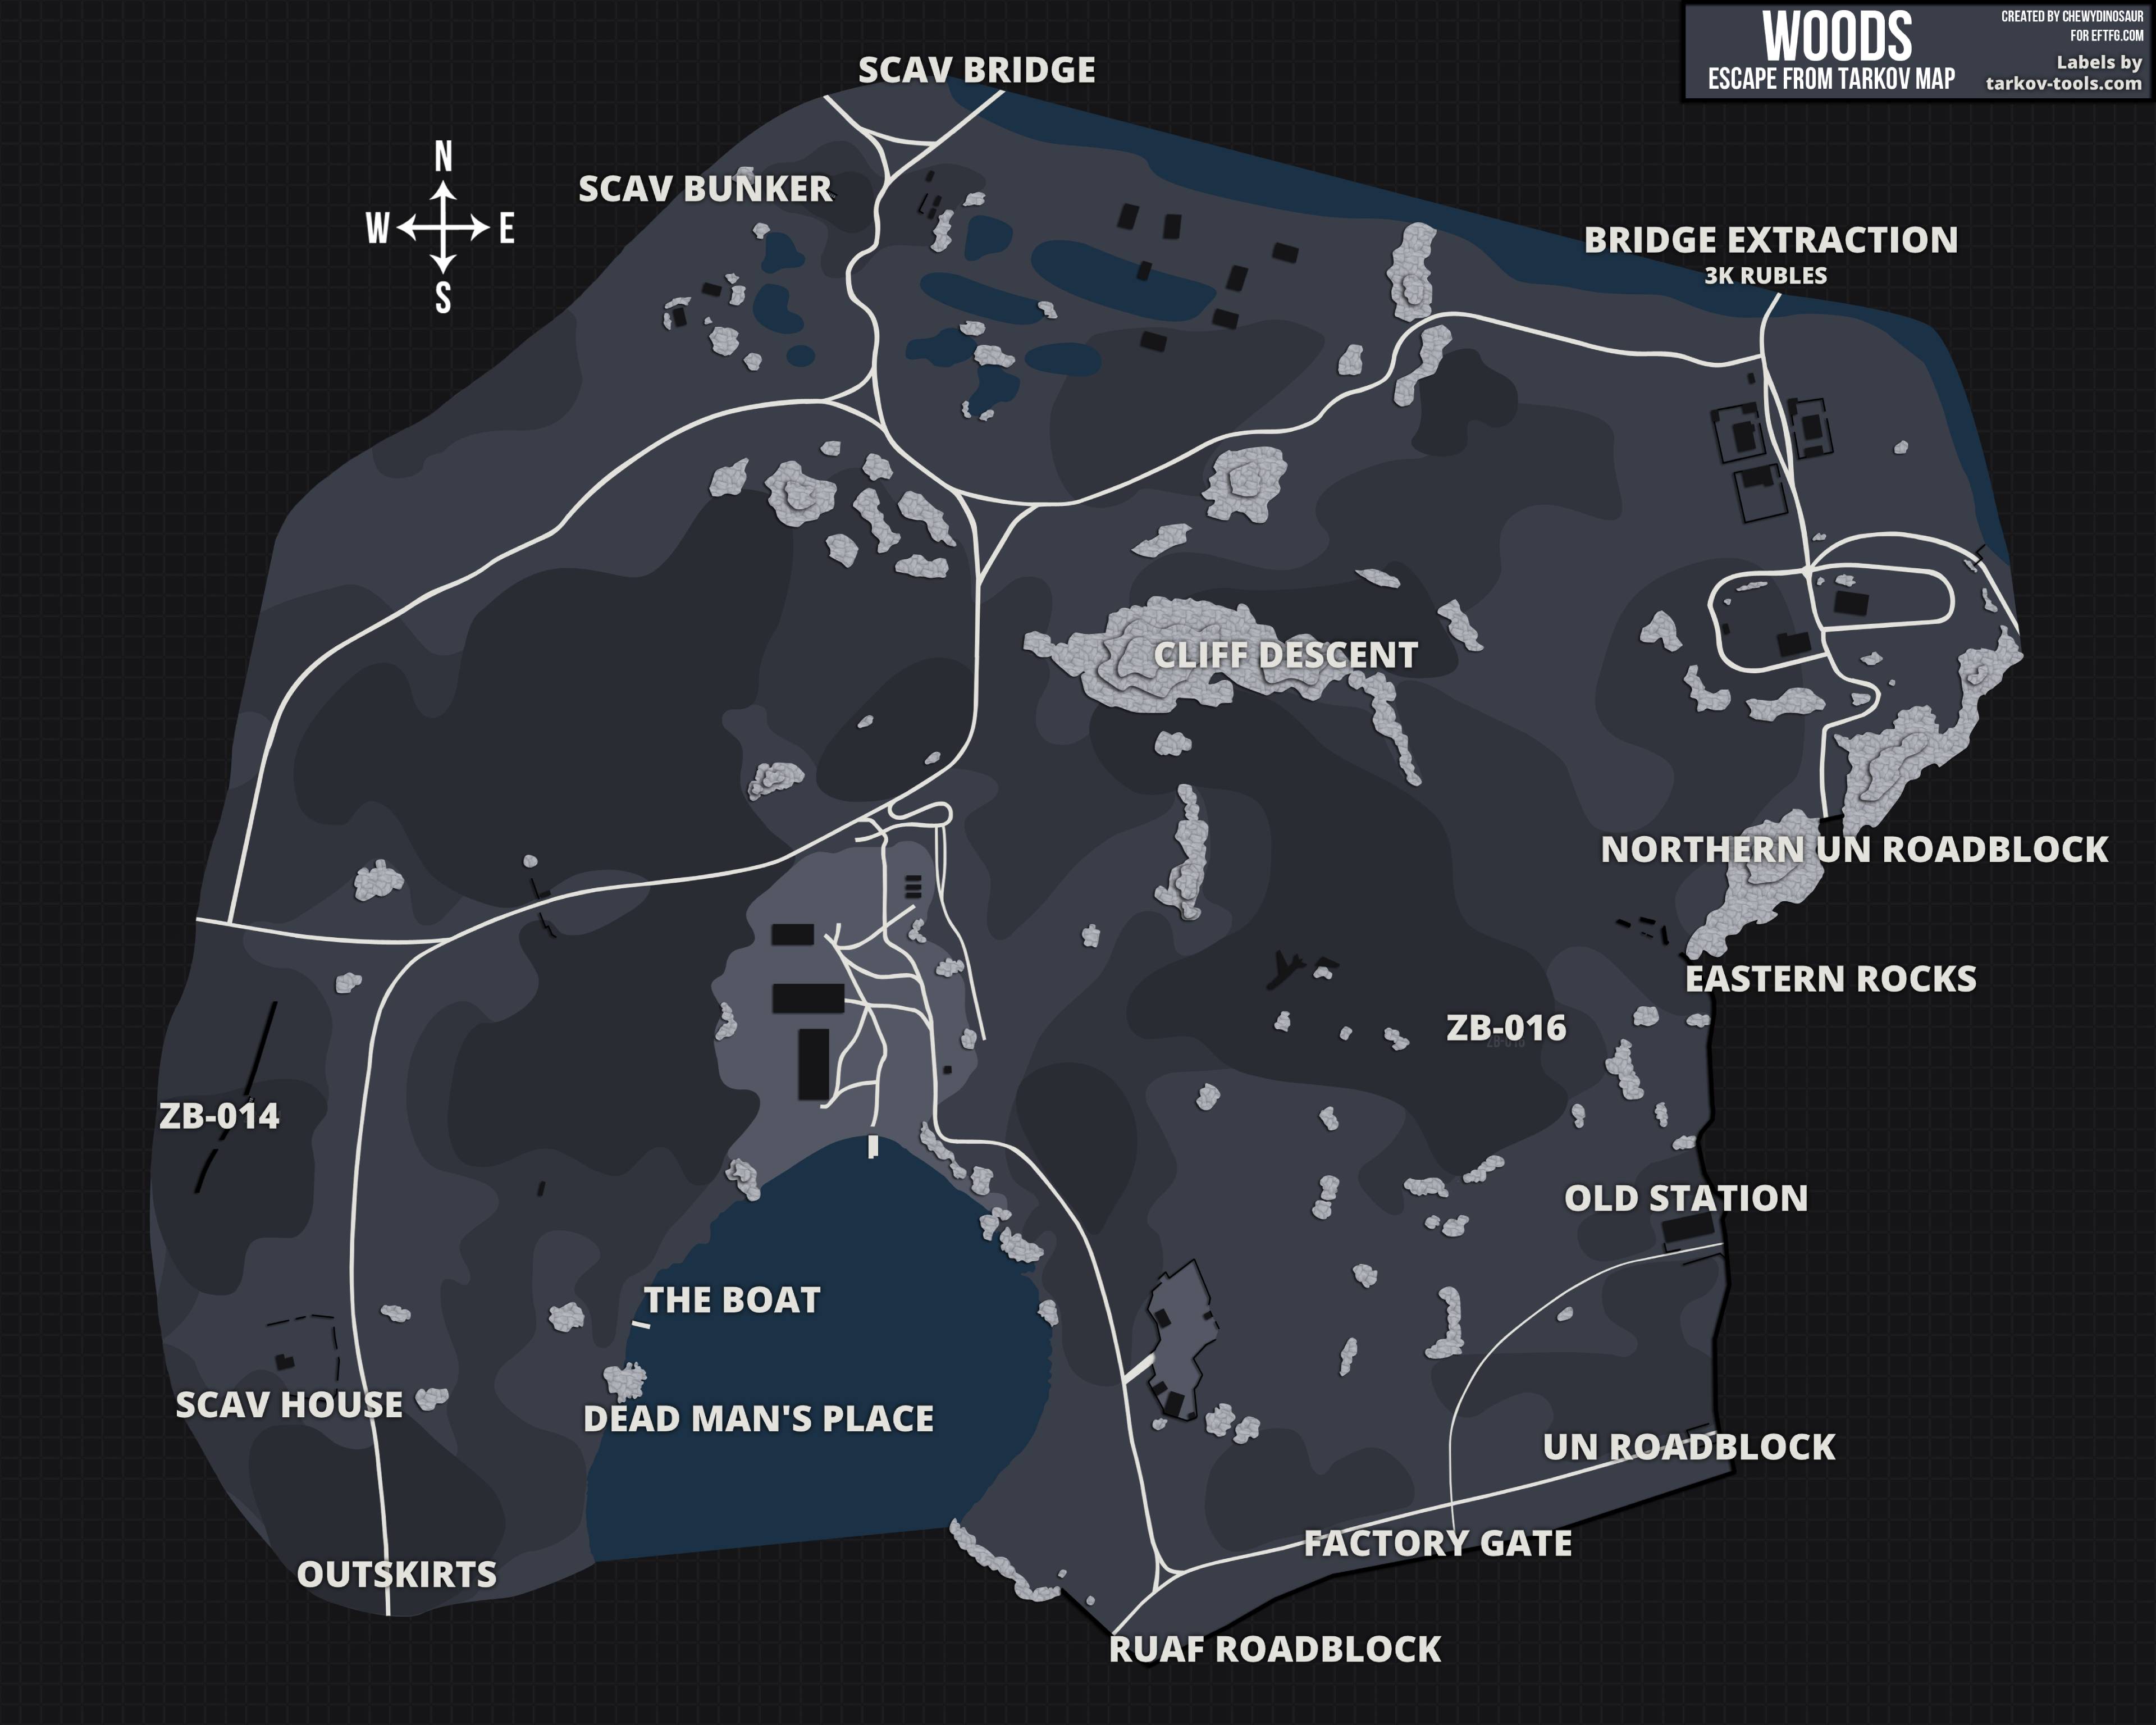 WOODS
ESCAPE FROM TARKOV MAP
CREATED BY CHEWYDINOSAUR
FOR EFTFG.COM
Labels by
tarkov-tools.com
SCAV BRIDGE
N
W E
S
SCAV BUNKER
BRIDGE EXTRACTION
3K RUBLES
CLIFF DESCENT
NORTHERN UN ROADBLOCK
EASTERN ROCKS
ZB-016
ZB-014
OLD STATION
THE BOAT
SCAV HOUSE
DEAD MAN'S PLACE
UN ROADBLOCK
FACTORY GATE
OUTSKIRTS
RUAF ROADBLOCK